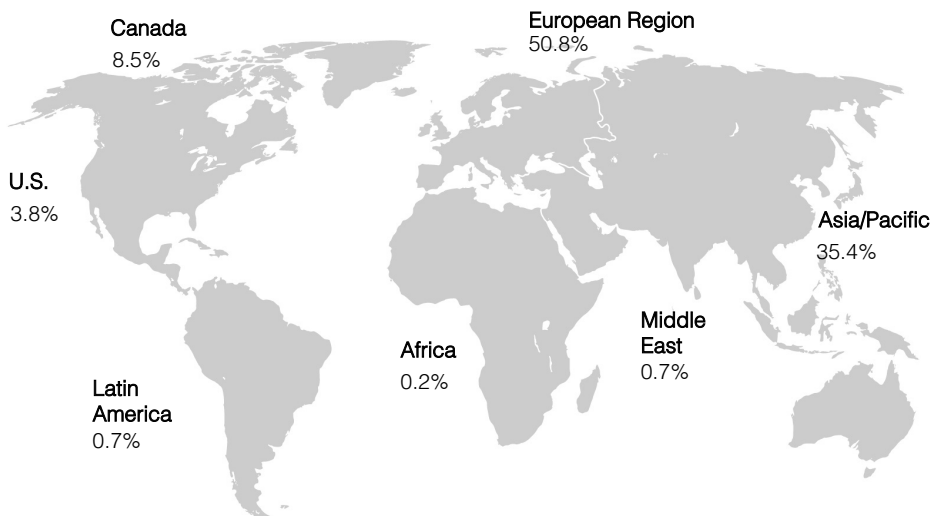 Canada
8.5%
European Region
50.8%
U.S.
3.8%
Asia/Pacific
35.4%
Africa
0.2%
Middle
East
0.7%
Latin
America
0.7%